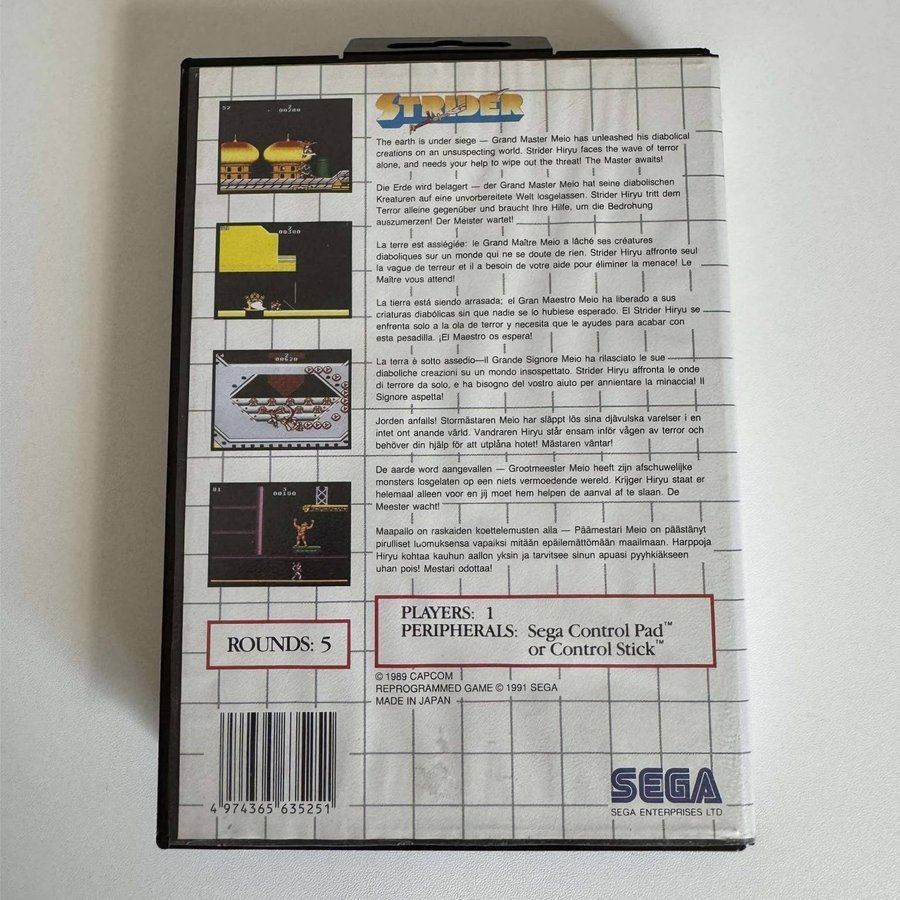 STRIDER
The earth is under siege — Grand Master Meio has unleashed his diabolical
creations on an unsuspecting world. Strider Hiryu faces the wave of terror
alone, and needs your help to wipe out the threat! The Master awaits!
Die Erde wird belagert — der Grand Master Meio hat seine diabolischen
Kreaturen auf eine unvorbereitete Welt losgelassen. Strider Hiryu tritt dem
Terror alleine gegenüber und braucht Ihre Hilfe, um die Bedrohung
auszumerzen! Der Meister wartet!
La terre est assiégiée: le Grand Maître Meio a lâché ses créatures
diaboliques sur un monde qui ne se doute de rien. Strider Hiryu affronte seul
la vague de terreur et il a besoin de votre aide pour éliminer la menace! Le
Maître vous attend!
La tierra está siendo arrasada; el Gran Maestro Meio ha liberado a sus
criaturas diabólicas sin que nadie se lo hubiese esperado. El Strider Hiryu se
enfrenta solo a la ola de terror y necesita que le ayudes para acabar con
esta pesadilla. ¡El Maestro os espera!
La terra è sotto assedio—il Grande Signore Meio ha rilasciato le sue
diaboliche creazioni su un mondo insospettato. Strider Hiryu affronta le onde
di terrore da solo, e ha bisogno del vostro aiuto per annientare la minaccia! Il
Signore aspetta!
Jorden anfalls! Stormästaren Meio har släppt lös sina djävulska varelser i en
intet ont anande värld. Vandraren Hiryu står ensam inför vågen av terror och
behöver din hjälp för att utplåna hotet! Mästaren väntar!
De aarde word aangevallen — Grootmeester Meio heeft zijn afschuwelijke
monsters losgelaten op een niets vermoedende wereld. Krijger Hiryu staat er
helemaal alleen voor en jij moet hem helpen de aanval af te slaan. De
Meester wacht!
Maapallo on raskaiden koettelemusten alla — Päämestari Meio on päästänyt
pirulliset luomuksensa vapaiksi mitään epäilemättömään maailmaan. Harppoja
Hiryu kohtaa kauhun aallon yksin ja tarvitsee sinun apuasi pyyhkiäkseen
uhan pois! Mestari odottaa!
ROUNDS: 5
PLAYERS: 1
PERIPHERALS: Sega Control Pad™
or Control Stick™
© 1989 CAPCOM
REPROGRAMMED GAME © 1991 SEGA
MADE IN JAPAN
4 974365 635251
SEGA
SEGA ENTERPRISES LTD